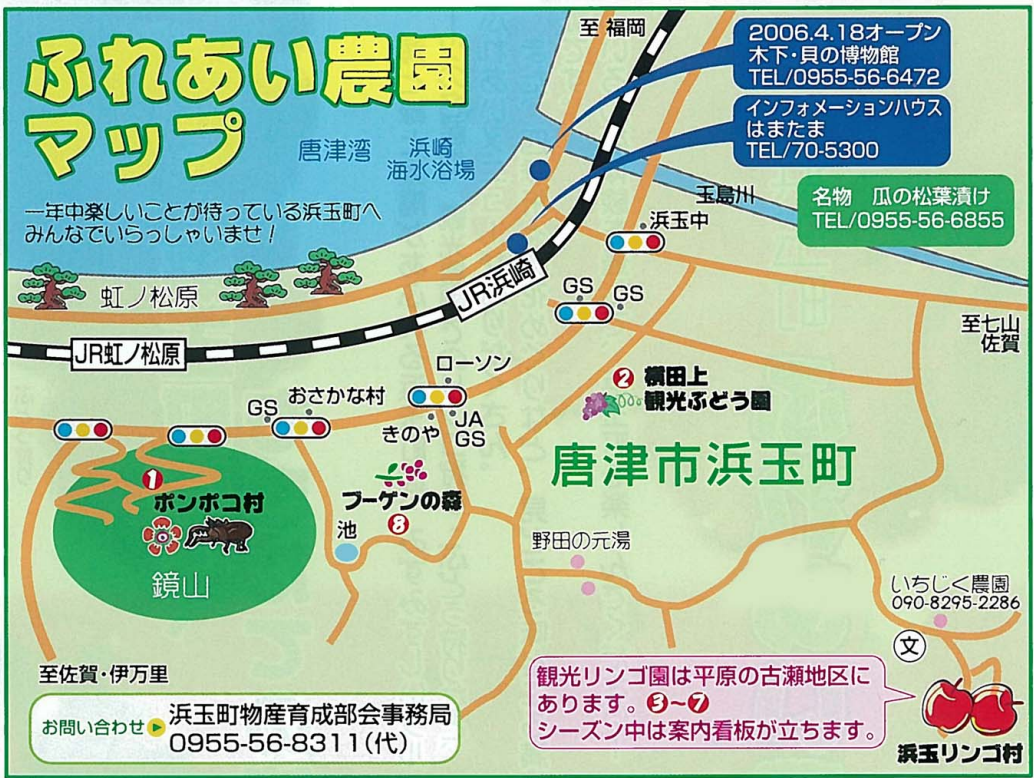 ふれあい農園
マップ
一年中楽しいことが待っている浜玉町へ
みんなでいらっしゃいませ!
唐津湾
浜崎
海水浴場
至 福岡
2006.4.18オープン
木下・貝の博物館
TEL/0955-56-6472
インフォメーションハウス
はまたま
TEL/70-5300
名物 瓜の松葉漬け
TEL/0955-56-6855
玉島川
浜玉中
虹ノ松原
JR浜崎
JR虹ノ松原
GS
GS
至七山
佐賀
ローソン
おさかな村
GS
きのや
JA
GS
2 横田上
観光ぶどう園
唐津市浜玉町
1
ポンポコ村
鏡山
ブーゲンの森
8
池
野田の元湯
いちじく農園
090-8295-2286
文
至佐賀・伊万里
お問い合わせ 浜玉町物産育成部会事務局
0955-56-8311(代)
観光リンゴ園は平原の古瀬地区に
あります。3~7
シーズン中は案内看板が立ちます。
浜玉リンゴ村